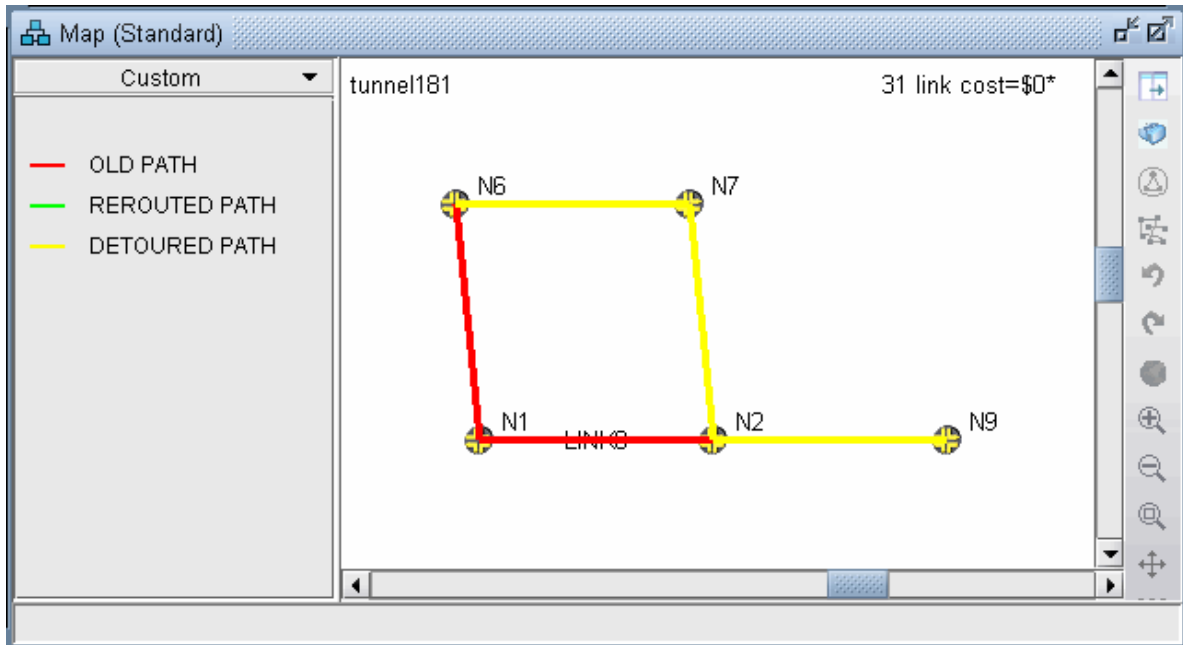 Map (Standard)
Custom
tunnel181
31 link cost=$0*
OLD PATH
REROUTED PATH
DETOURED PATH
N6
N7
N1
N2
N9